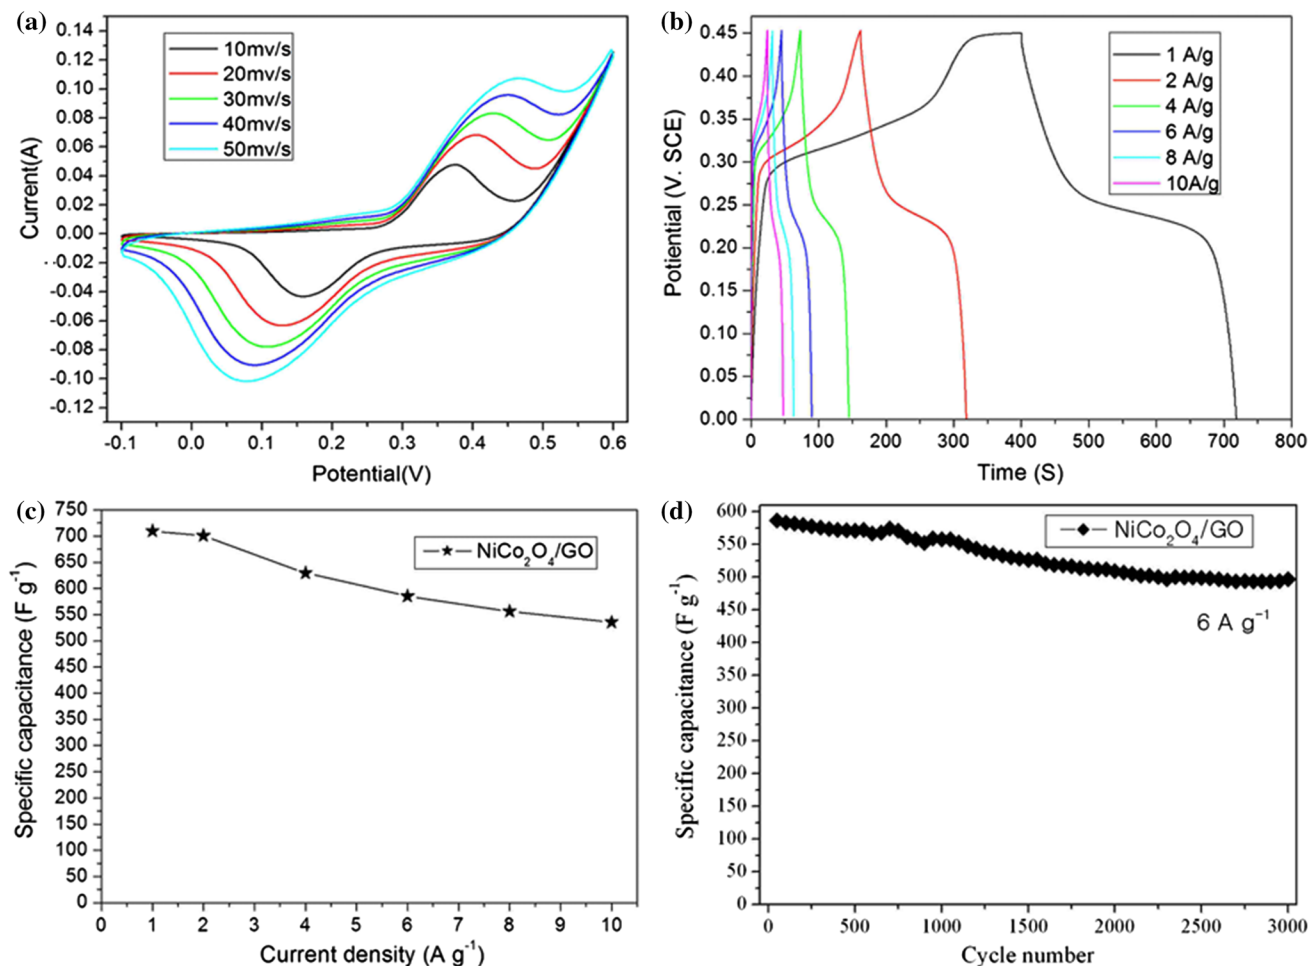 (a)
0.14
0.12
0.10
0.08
0.06
0.04
0.02
0.00
-0.02
-0.04
-0.06
-0.08
-0.10
-0.12
Current(A)
10mv/s
20mv/s
30mv/s
40mv/s
50mv/s
-0.1 0.0 0.1 0.2 0.3 0.4 0.5 0.6
Potential(V)
(b)
0.45
0.40
0.35
0.30
0.25
0.20
0.15
0.10
0.05
0.00
Potiential (V. SCE)
1 A/g
2 A/g
4 A/g
6 A/g
8 A/g
10A/g
0 100 200 300 400 500 600 700 800
Time (S)
(c)
750
700
650
600
550
500
450
400
350
300
250
200
150
100
50
0
Specific capacitance (F g⁻¹)
NiCo₂O₄/GO
0 1 2 3 4 5 6 7 8 9 10
Current density (A g⁻¹)
(d)
600
550
500
450
400
350
300
250
200
150
100
50
0
Specific capacitance (F g⁻¹)
NiCo₂O₄/GO
6 A g⁻¹
0 500 1000 1500 2000 2500 3000
Cycle number